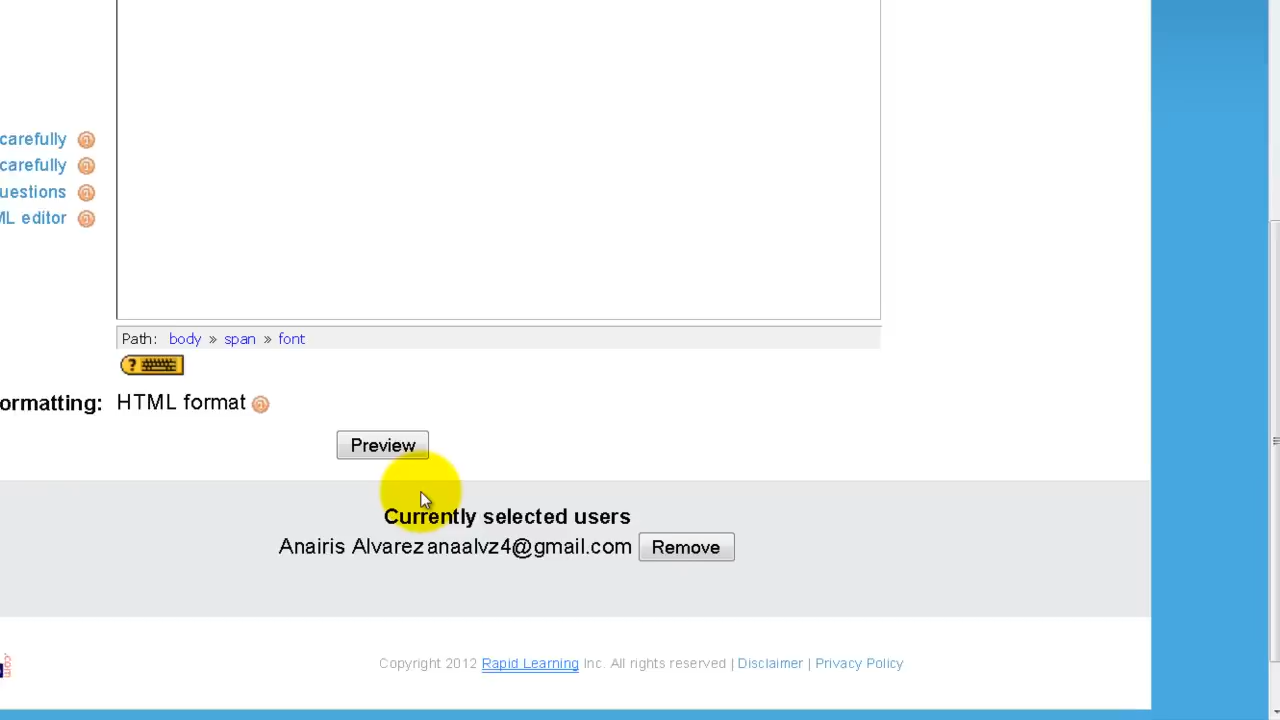 carefully
carefully
uestions
ML editor
Path: body » span » font
?
ormatting: HTML format
Preview
Currently selected users
Anairis Alvarez anaalvz4@gmail.com Remove
.com
Copyright 2012 Rapid Learning Inc. All rights reserved | Disclaimer | Privacy Policy